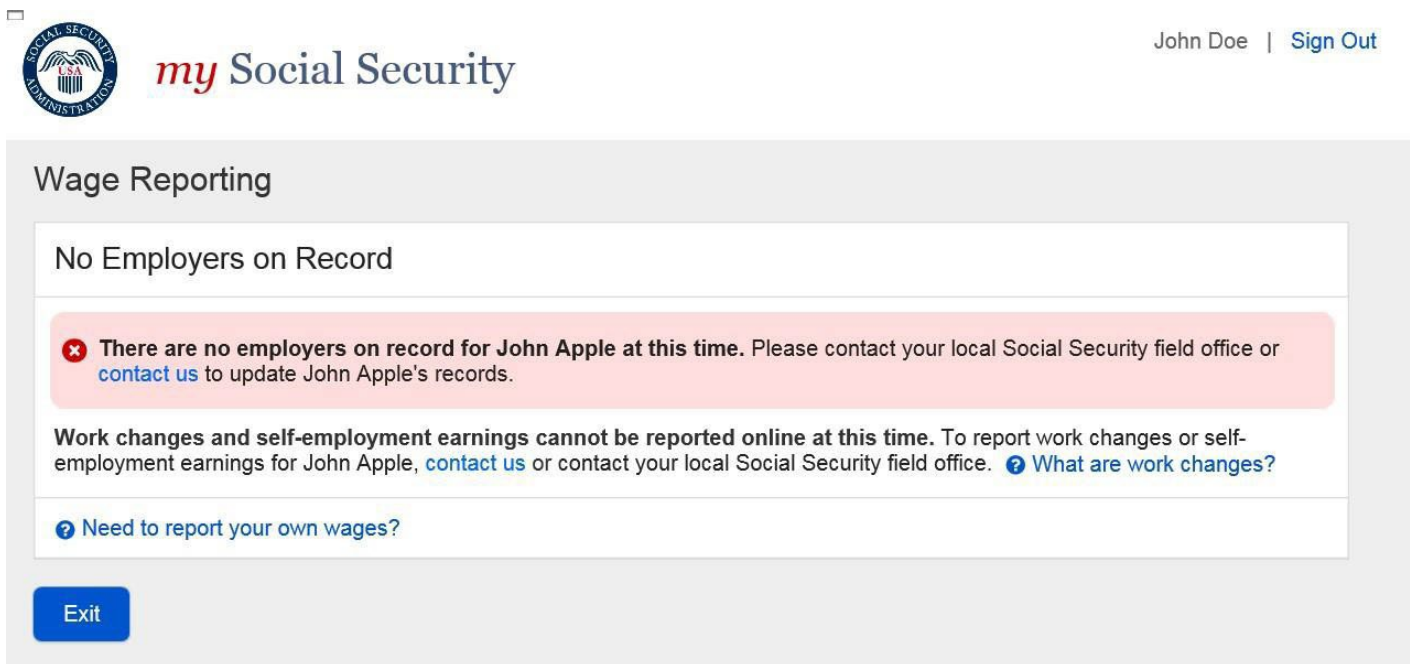 SOCIAL SECURITY ADMINISTRATION
USA
my Social Security
John Doe | Sign Out
Wage Reporting
No Employers on Record
There are no employers on record for John Apple at this time. Please contact your local Social Security field office or
contact us to update John Apple's records.
Work changes and self-employment earnings cannot be reported online at this time. To report work changes or self-
employment earnings for John Apple, contact us or contact your local Social Security field office. What are work changes?
Need to report your own wages?
Exit